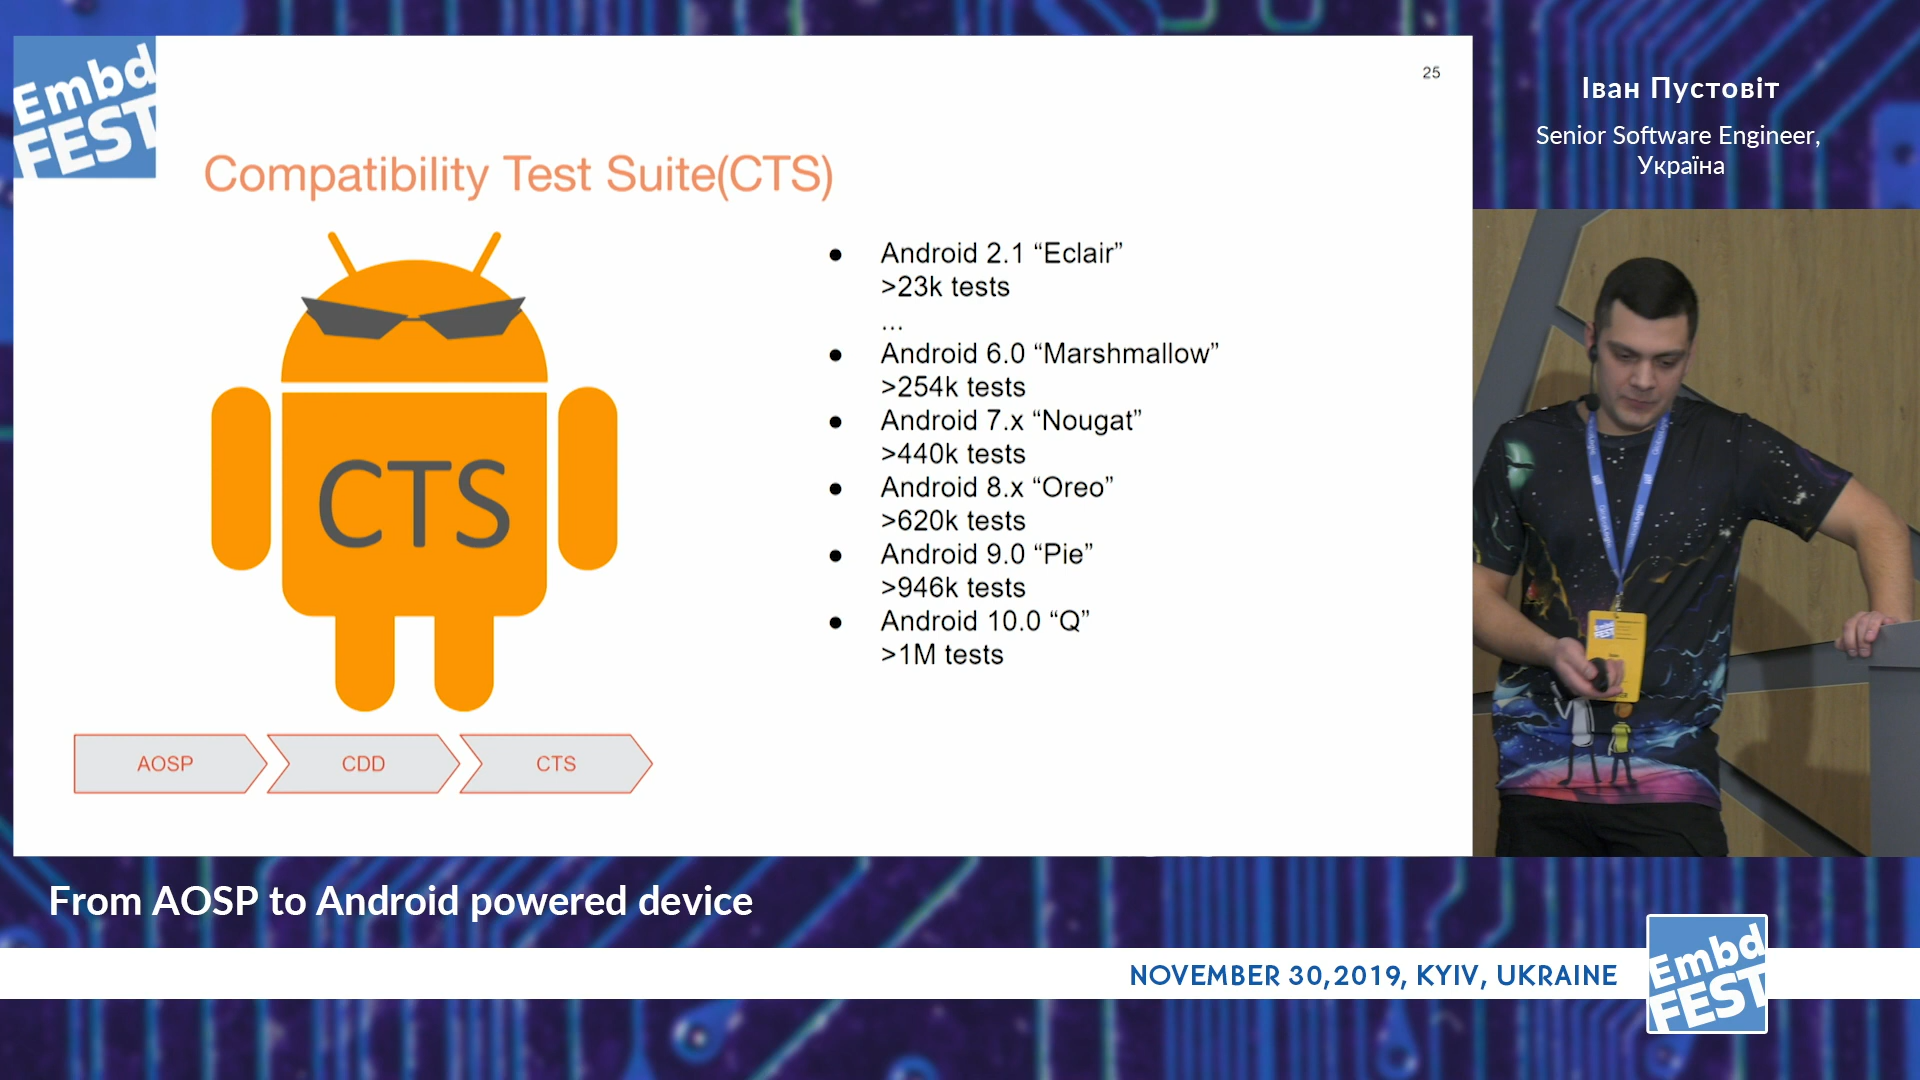 Embd
FEST
25
Compatibility Test Suite(CTS)
CTS
● Android 2.1 “Eclair”
>23k tests
...
● Android 6.0 “Marshmallow”
>254k tests
● Android 7.x “Nougat”
>440k tests
● Android 8.x “Oreo”
>620k tests
● Android 9.0 “Pie”
>946k tests
● Android 10.0 “Q”
>1M tests
AOSP
CDD
CTS
Іван Пустовіт
Senior Software Engineer,
Україна
From AOSP to Android powered device
NOVEMBER 30,2019, KYIV, UKRAINE
Embd
FEST